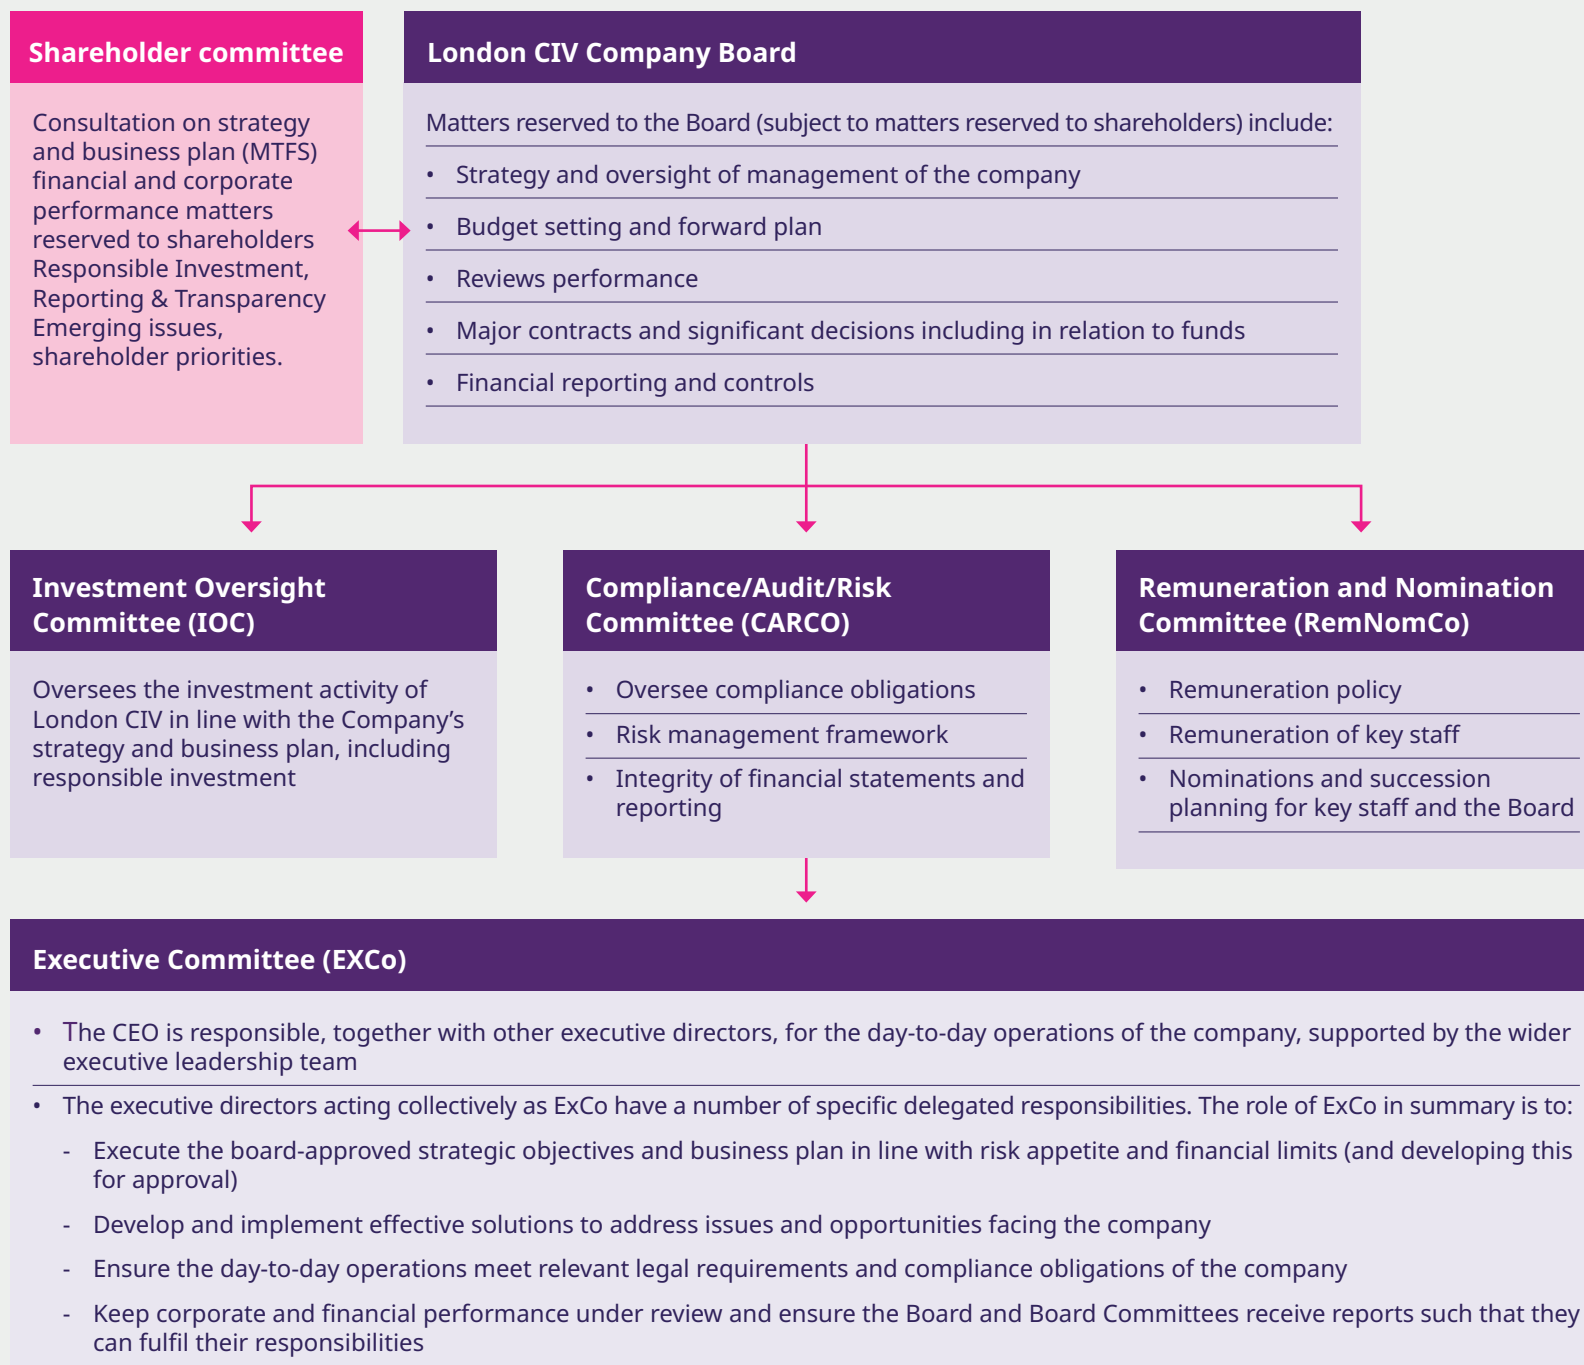 Shareholder committee
Consultation on strategy
and business plan (MTFS)
financial and corporate
performance matters
reserved to shareholders
Responsible Investment,
Reporting & Transparency
Emerging issues,
shareholder priorities.
London CIV Company Board
Matters reserved to the Board (subject to matters reserved to shareholders) include:
• Strategy and oversight of management of the company
• Budget setting and forward plan
• Reviews performance
• Major contracts and significant decisions including in relation to funds
• Financial reporting and controls
Investment Oversight
Committee (IOC)
Oversees the investment activity of
London CIV in line with the Company’s
strategy and business plan, including
responsible investment
Compliance/Audit/Risk
Committee (CARCO)
• Oversee compliance obligations
• Risk management framework
• Integrity of financial statements and
reporting
Remuneration and Nomination
Committee (RemNomCo)
• Remuneration policy
• Remuneration of key staff
• Nominations and succession
planning for key staff and the Board
Executive Committee (EXCo)
• The CEO is responsible, together with other executive directors, for the day-to-day operations of the company, supported by the wider
executive leadership team
• The executive directors acting collectively as ExCo have a number of specific delegated responsibilities. The role of ExCo in summary is to:
- Execute the board-approved strategic objectives and business plan in line with risk appetite and financial limits (and developing this
for approval)
- Develop and implement effective solutions to address issues and opportunities facing the company
- Ensure the day-to-day operations meet relevant legal requirements and compliance obligations of the company
- Keep corporate and financial performance under review and ensure the Board and Board Committees receive reports such that they
can fulfil their responsibilities